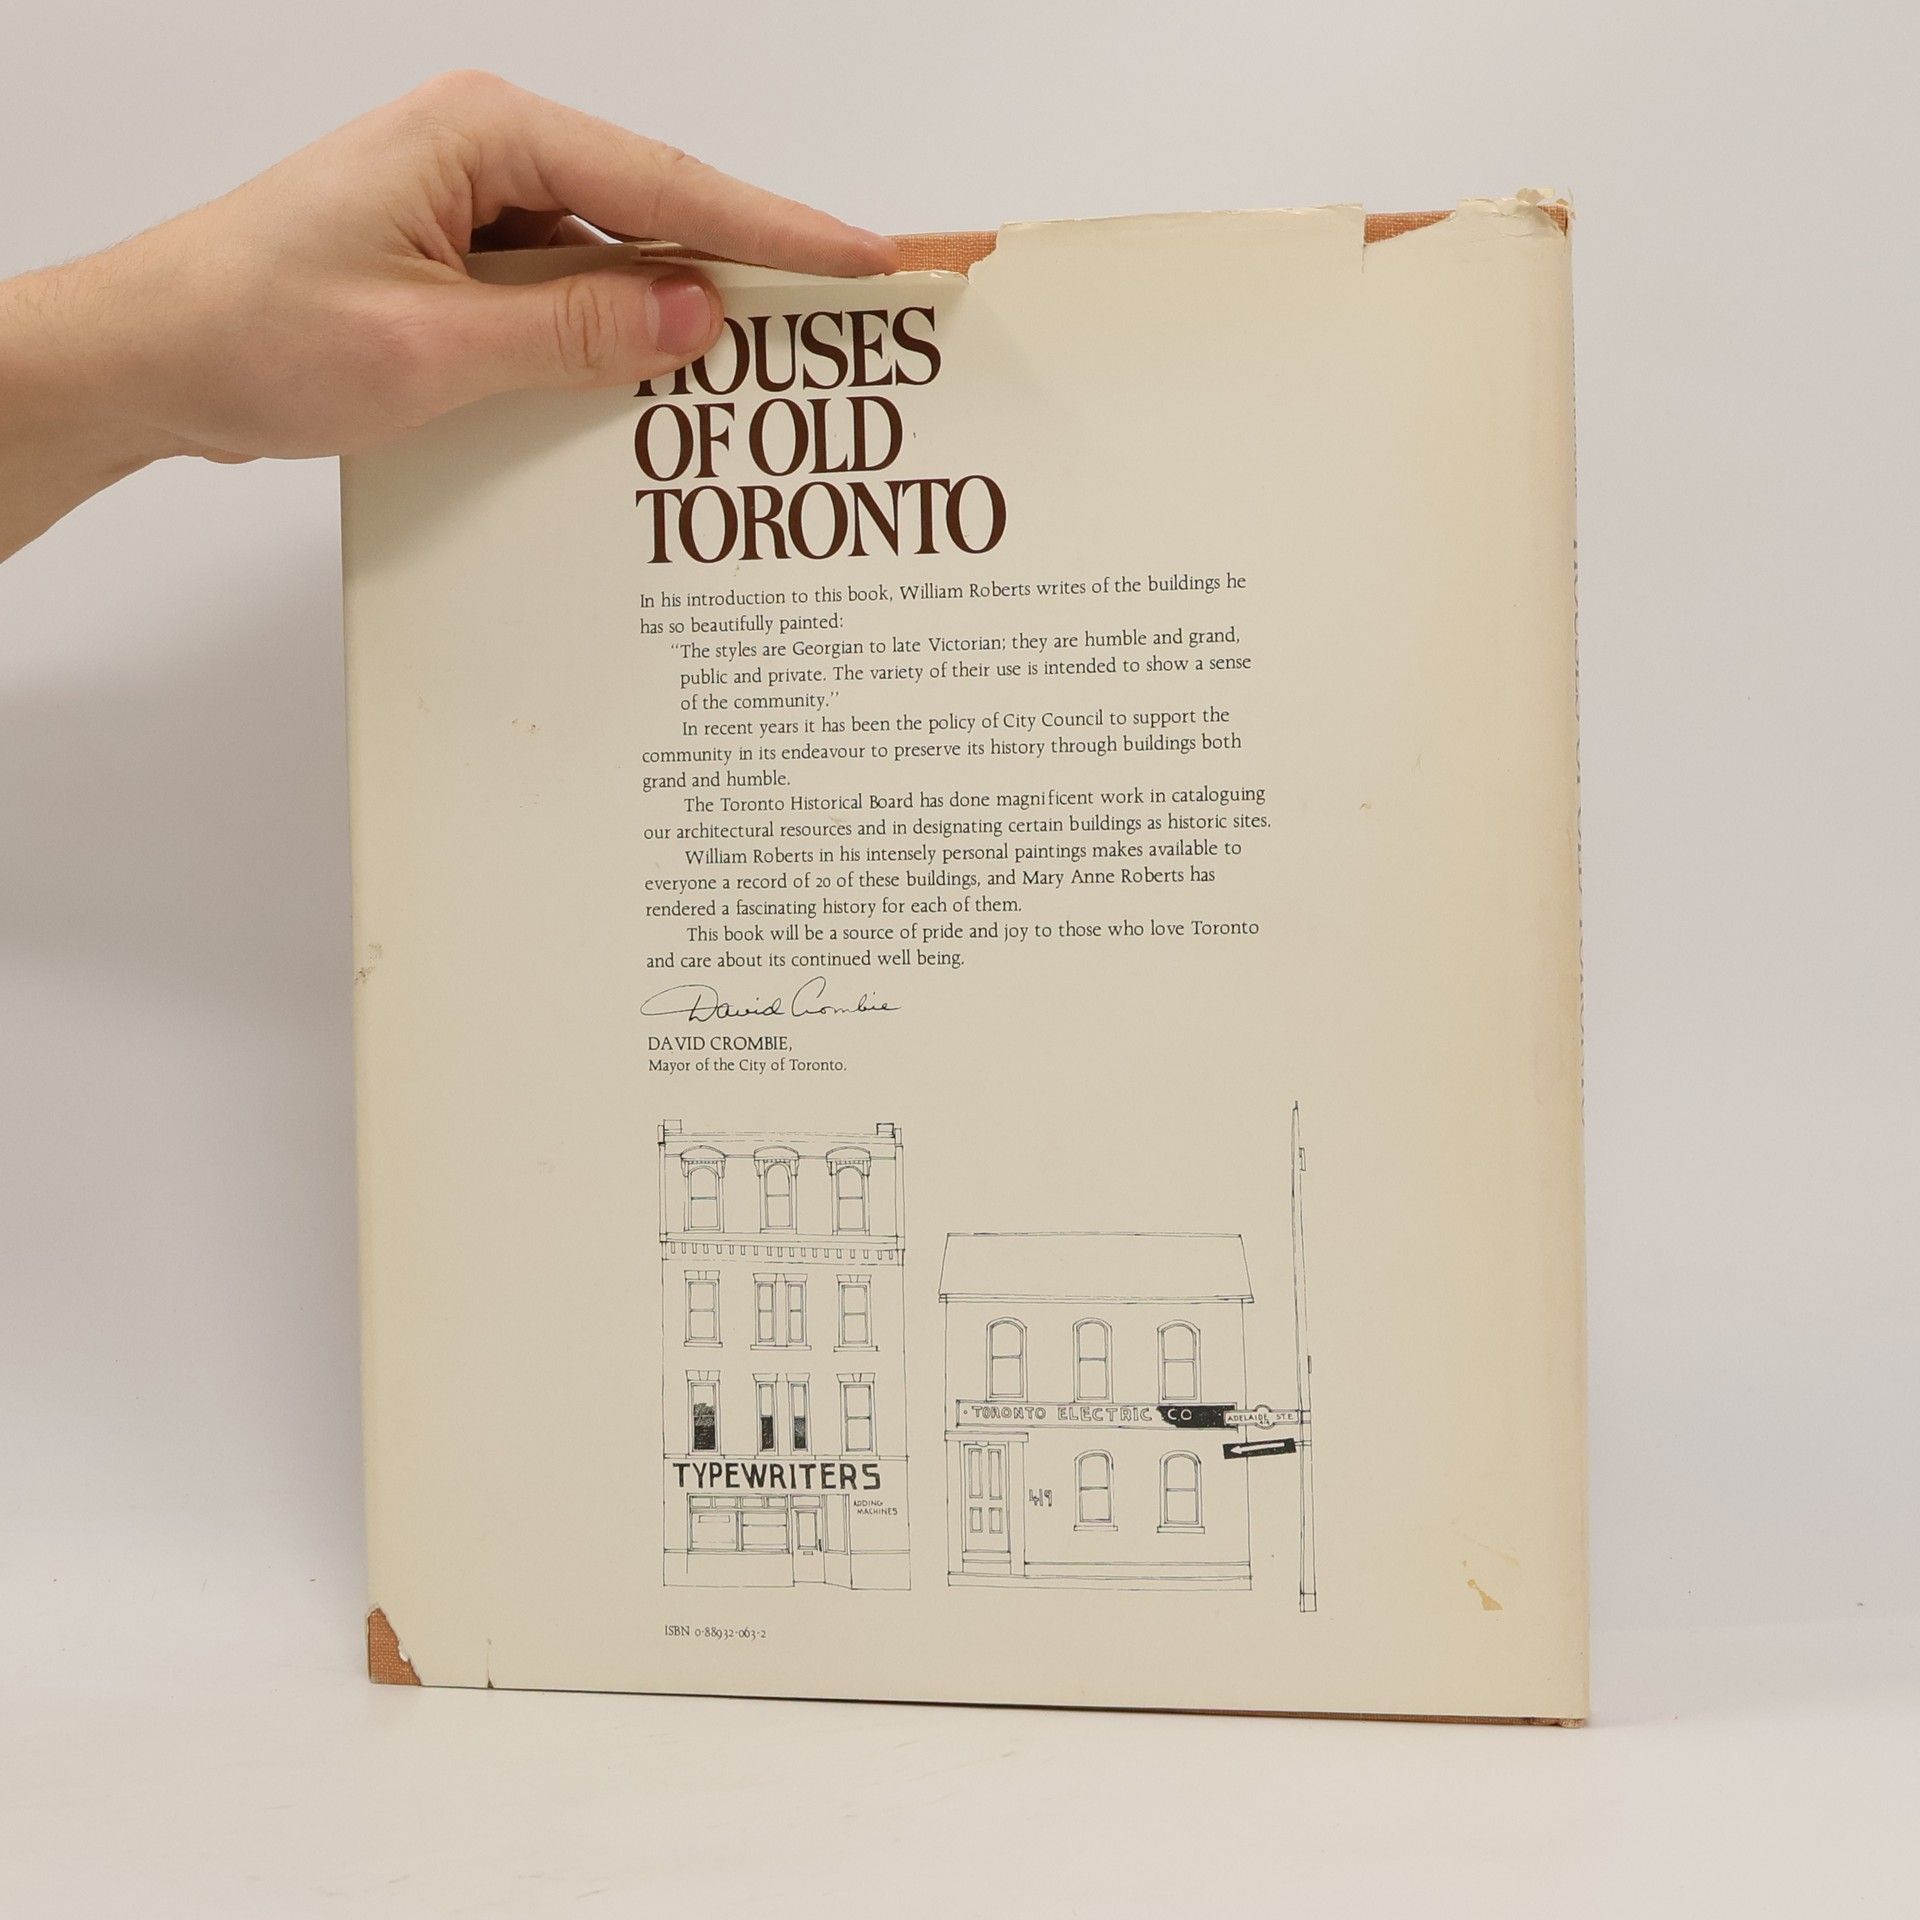 HOUSES
OF OLD
TORONTO
In his introduction to this book, William Roberts writes of the buildings he
has so beautifully painted:
“The styles are Georgian to late Victorian; they are humble and grand,
public and private. The variety of their use is intended to show a sense
of the community.”
In recent years it has been the policy of City Council to support the
community in its endeavour to preserve its history through buildings both
grand and humble.
The Toronto Historical Board has done magnificent work in cataloguing
our architectural resources and in designating certain buildings as historic sites.
William Roberts in his intensely personal paintings makes available to
everyone a record of 20 of these buildings, and Mary Anne Roberts has
rendered a fascinating history for each of them.
This book will be a source of pride and joy to those who love Toronto
and care about its continued well being.
David Crombie
DAVID CROMBIE,
Mayor of the City of Toronto.
TORONTO ELECTRIC CO
ADELAIDE ST. E.
TYPEWRITERS
ADDING
MACHINES
419
ISBN 0-88932-063-2